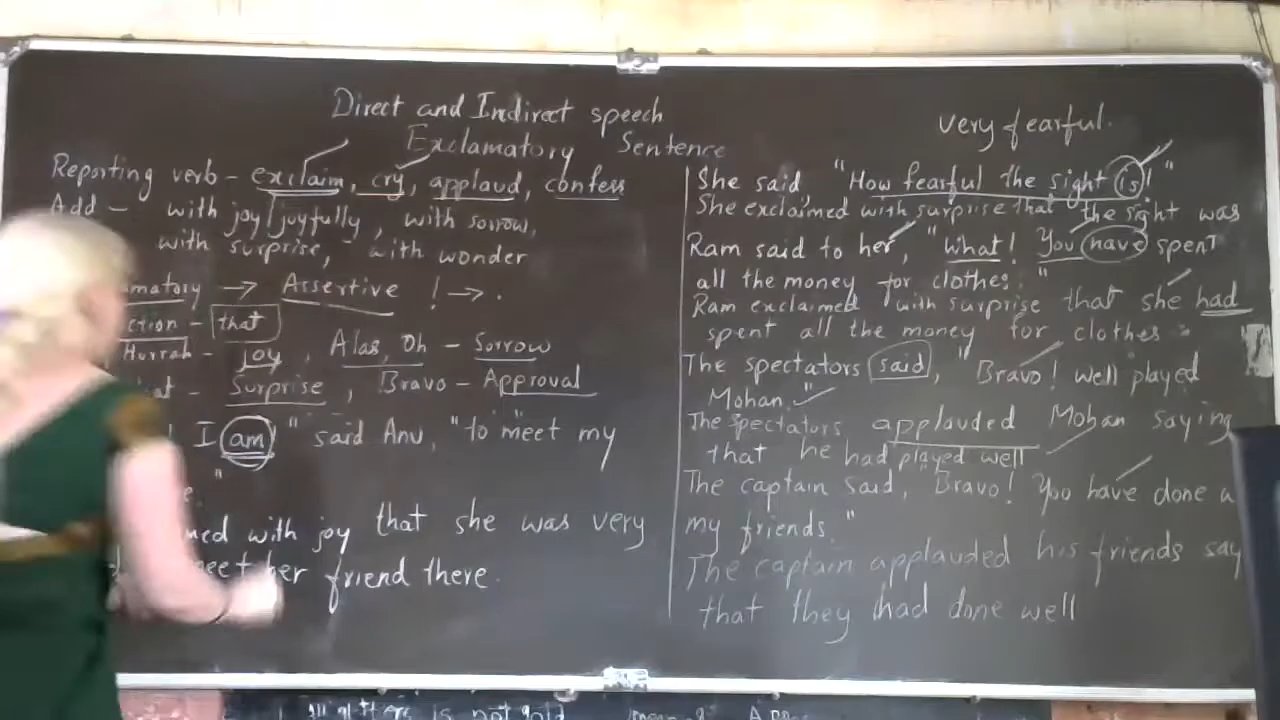 Direct and Indirect speech
Exclamatory Sentence
Reporting verb - exclaim, cry, applaud, confess
Add - with joy/joyfully, with sorrow,
with surprise, with wonder
matory → Assertive ! → .
ction - that
Hurrah - joy, Alas, Oh - Sorrow
at - Surprise, Bravo - Approval
I am" said Anu, "to meet my
e."
med with joy that she was very
meet her friend there.
very fearful.
She said, "How fearful the sight is!"
She exclaimed with surprise that the sight was
Ram said to her, "What! You have spent
all the money for clothes."
Ram exclaimed with surprise that she had
spent all the money for clothes.
The spectators said, "Bravo! well played
Mohan."
The spectators applauded Mohan saying
that he had played well
The captain said, "Bravo! You have done w
my friends."
The captain applauded his friends say
that they had done well
is not gold